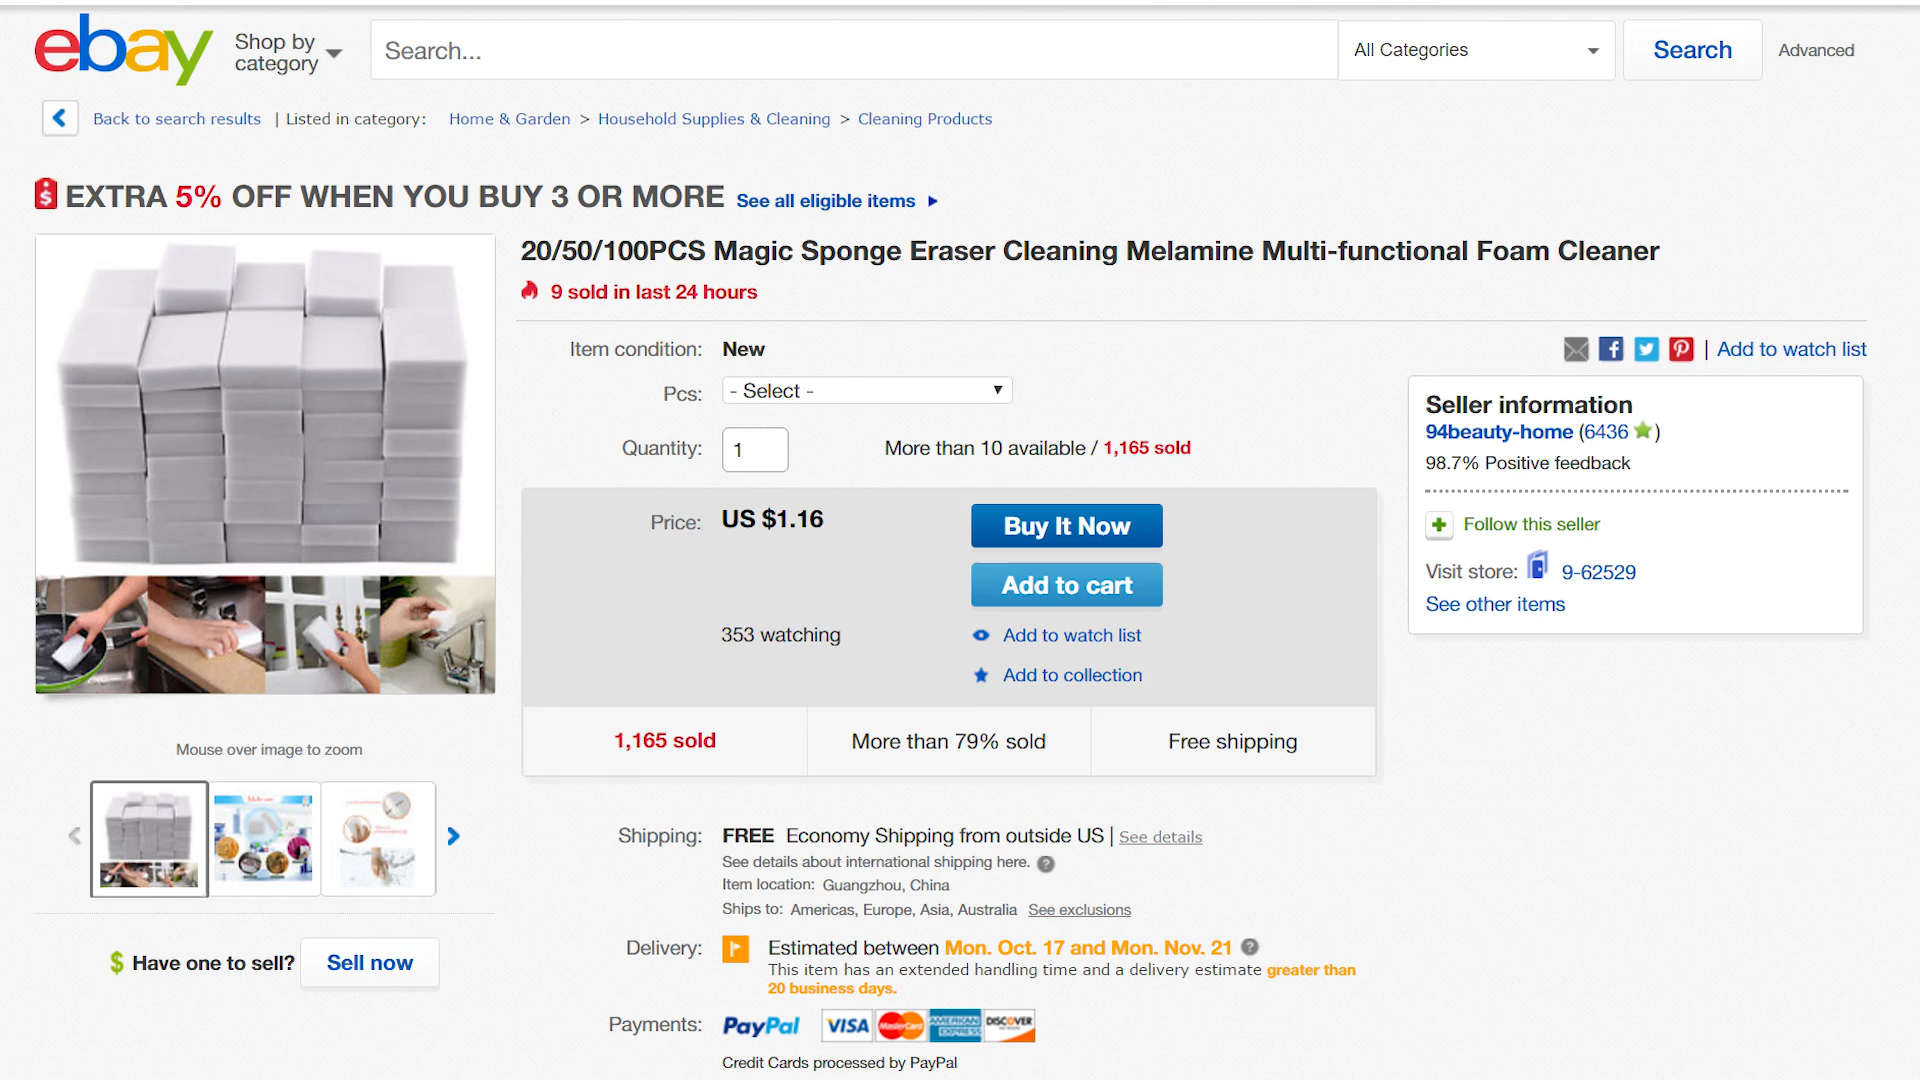 ebay
Shop by
category
Search...
All Categories
Search
Advanced
Back to search results | Listed in category: Home & Garden > Household Supplies & Cleaning > Cleaning Products
$ EXTRA 5% OFF WHEN YOU BUY 3 OR MORE See all eligible items
20/50/100PCS Magic Sponge Eraser Cleaning Melamine Multi-functional Foam Cleaner
9 sold in last 24 hours
Item condition: New
| Add to watch list
Pcs: - Select -
Quantity: 1 More than 10 available / 1,165 sold
Price: US $1.16
Buy It Now
Add to cart
353 watching
Add to watch list
Add to collection
1,165 sold
More than 79% sold
Free shipping
Seller information
94beauty-home (6436)
98.7% Positive feedback
Follow this seller
Visit store: 9-62529
See other items
Mouse over image to zoom
$ Have one to sell? Sell now
Shipping: FREE Economy Shipping from outside US | See details
See details about international shipping here. ?
Item location: Guangzhou, China
Ships to: Americas, Europe, Asia, Australia See exclusions
Delivery: Estimated between Mon. Oct. 17 and Mon. Nov. 21 ?
This item has an extended handling time and a delivery estimate greater than
20 business days.
Payments: PayPal VISA MasterCard AMERICAN EXPRESS DISCOVER
Credit Cards processed by PayPal